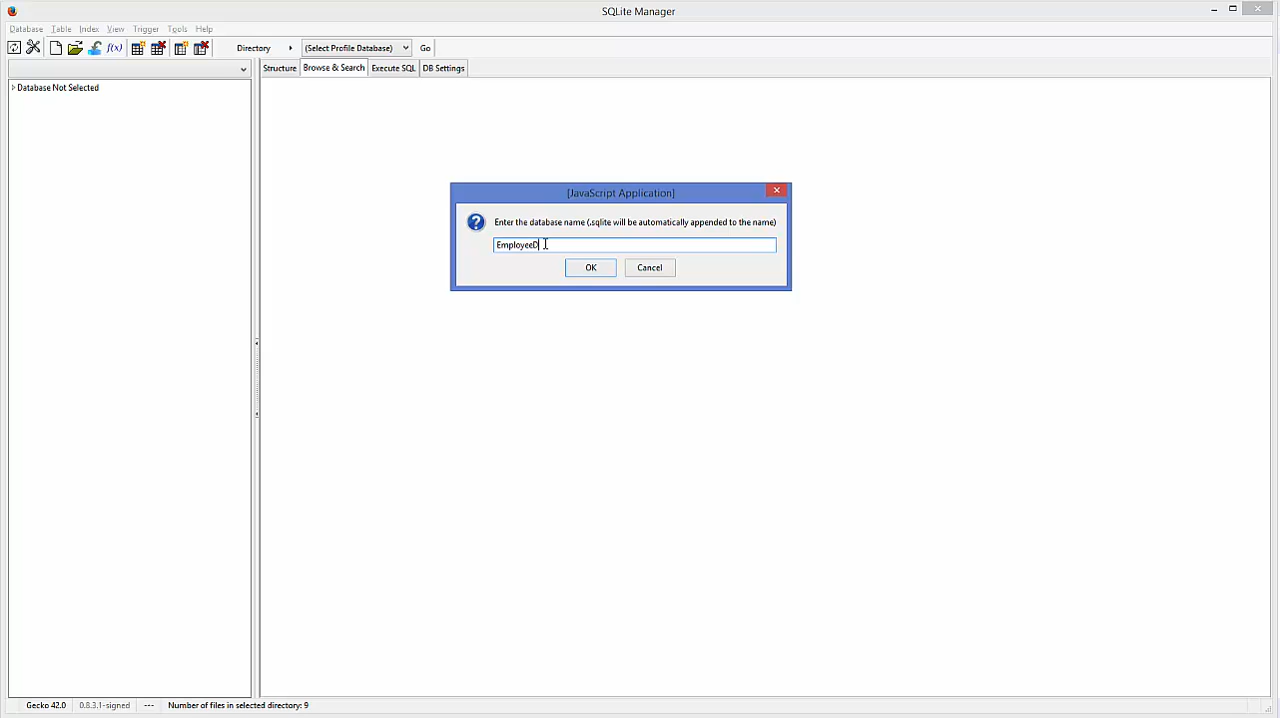 SQLite Manager
Database Table Index View Trigger Tools Help
f(x) Directory (Select Profile Database) Go
Structure Browse & Search Execute SQL DB Settings
Database Not Selected
[JavaScript Application]
Enter the database name (.sqlite will be automatically appended to the name)
EmployeeD
OK Cancel
Gecko 42.0 0.8.3.1-signed --- Number of files in selected directory: 9